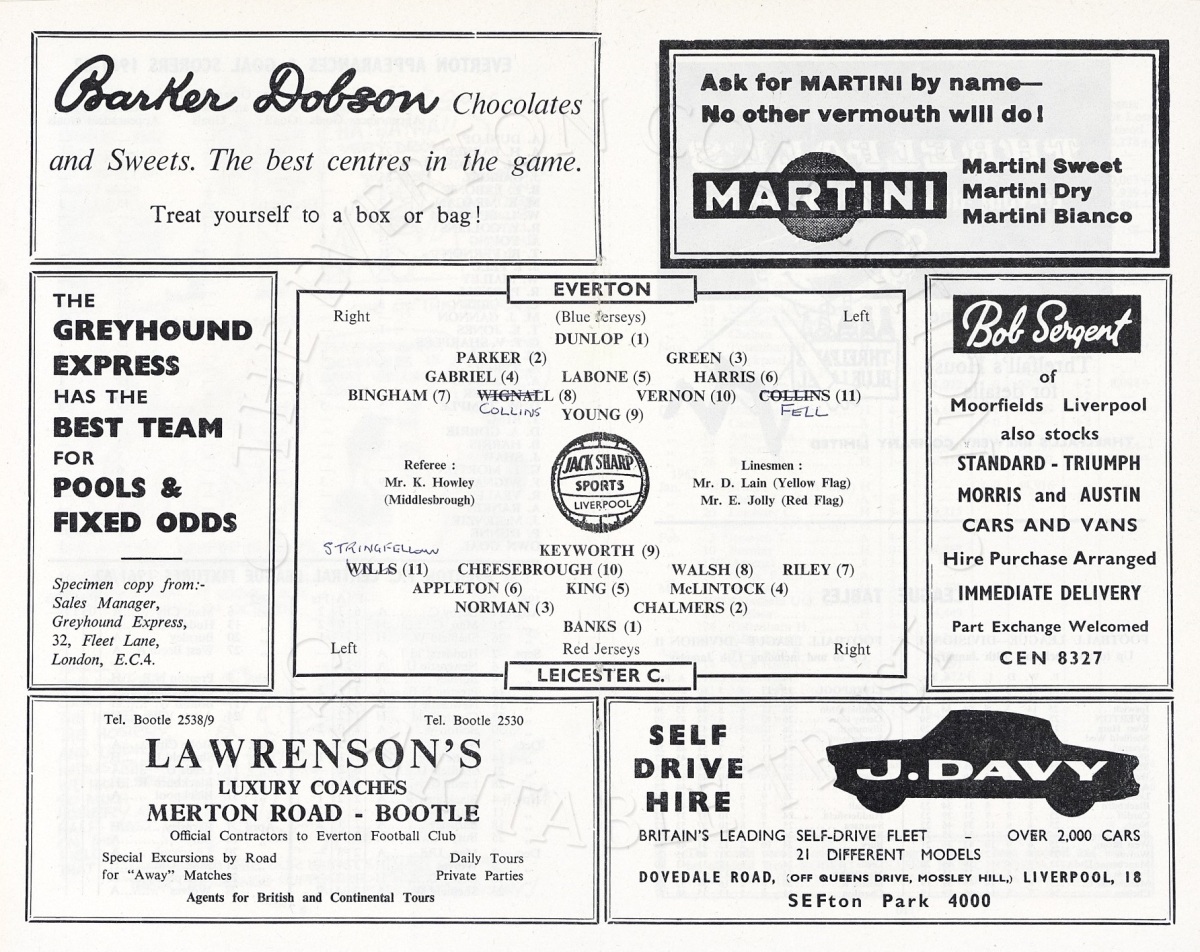 Barker Dobson Chocolates
and Sweets. The best centres in the game.
Treat yourself to a box or bag!
Ask for MARTINI by name—
No other vermouth will do!
MARTINI
Martini Sweet
Martini Dry
Martini Bianco
THE
GREYHOUND
EXPRESS
HAS THE
BEST TEAM
FOR
POOLS &
FIXED ODDS
Specimen copy from:-
Sales Manager,
Greyhound Express,
32, Fleet Lane,
London, E.C.4.
EVERTON
Right (Blue Jerseys) Left
DUNLOP (1)
PARKER (2) GREEN (3)
GABRIEL (4) LABONE (5) HARRIS (6)
BINGHAM (7) WIGNALL (8) VERNON (10) COLLINS (11)
COLLINS YOUNG (9) FELL
JACK SHARP
SPORTS
LIVERPOOL
Referee :
Mr. K. Howley
(Middlesbrough)
Linesmen :
Mr. D. Lain (Yellow Flag)
Mr. E. Jolly (Red Flag)
STRINGFELLOW
KEYWORTH (9)
WILLS (11) CHEESEBROUGH (10) WALSH (8) RILEY (7)
APPLETON (6) KING (5) McLINTOCK (4)
NORMAN (3) CHALMERS (2)
BANKS (1)
Left Red Jerseys Right
LEICESTER C.
Bob Sergent
of
Moorfields Liverpool
also stocks
STANDARD - TRIUMPH
MORRIS and AUSTIN
CARS AND VANS
Hire Purchase Arranged
IMMEDIATE DELIVERY
Part Exchange Welcomed
CEN 8327
Tel. Bootle 2538/9 Tel. Bootle 2530
LAWRENSON'S
LUXURY COACHES
MERTON ROAD - BOOTLE
Official Contractors to Everton Football Club
Special Excursions by Road
for "Away" Matches
Daily Tours
Private Parties
Agents for British and Continental Tours
SELF
DRIVE
HIRE
J. DAVY
BRITAIN'S LEADING SELF-DRIVE FLEET - OVER 2,000 CARS
21 DIFFERENT MODELS
DOVEDALE ROAD, (OFF QUEENS DRIVE, MOSSLEY HILL,) LIVERPOOL, 18
SEFton Park 4000